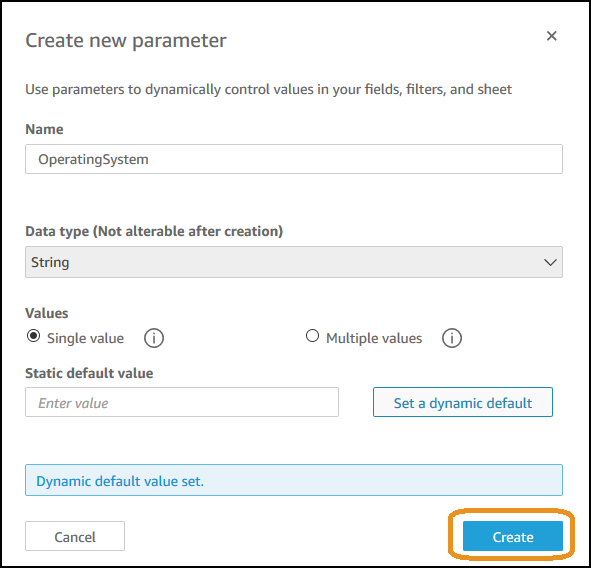 Create new parameter
Use parameters to dynamically control values in your fields, filters, and sheet
Name
OperatingSystem
Data type (Not alterable after creation)
String
Values
Single value Multiple values
Static default value
Enter value Set a dynamic default
Dynamic default value set.
Cancel Create